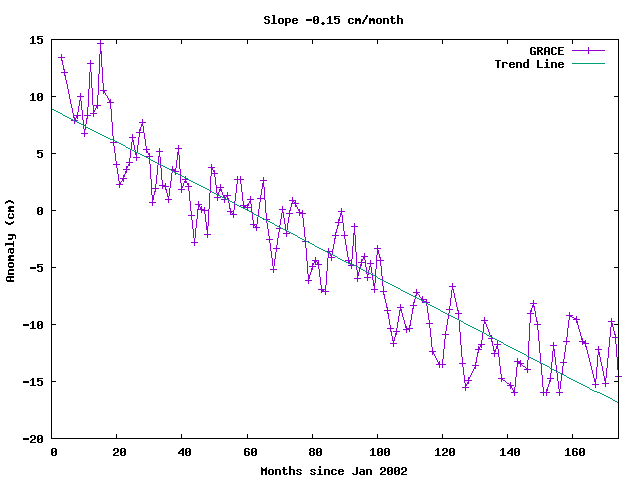 Slope -0.15 cm/month
GRACE
Trend Line
15
10
5
0
-5
-10
-15
-20
Anomaly (cm)
0 20 40 60 80 100 120 140 160
Months since Jan 2002